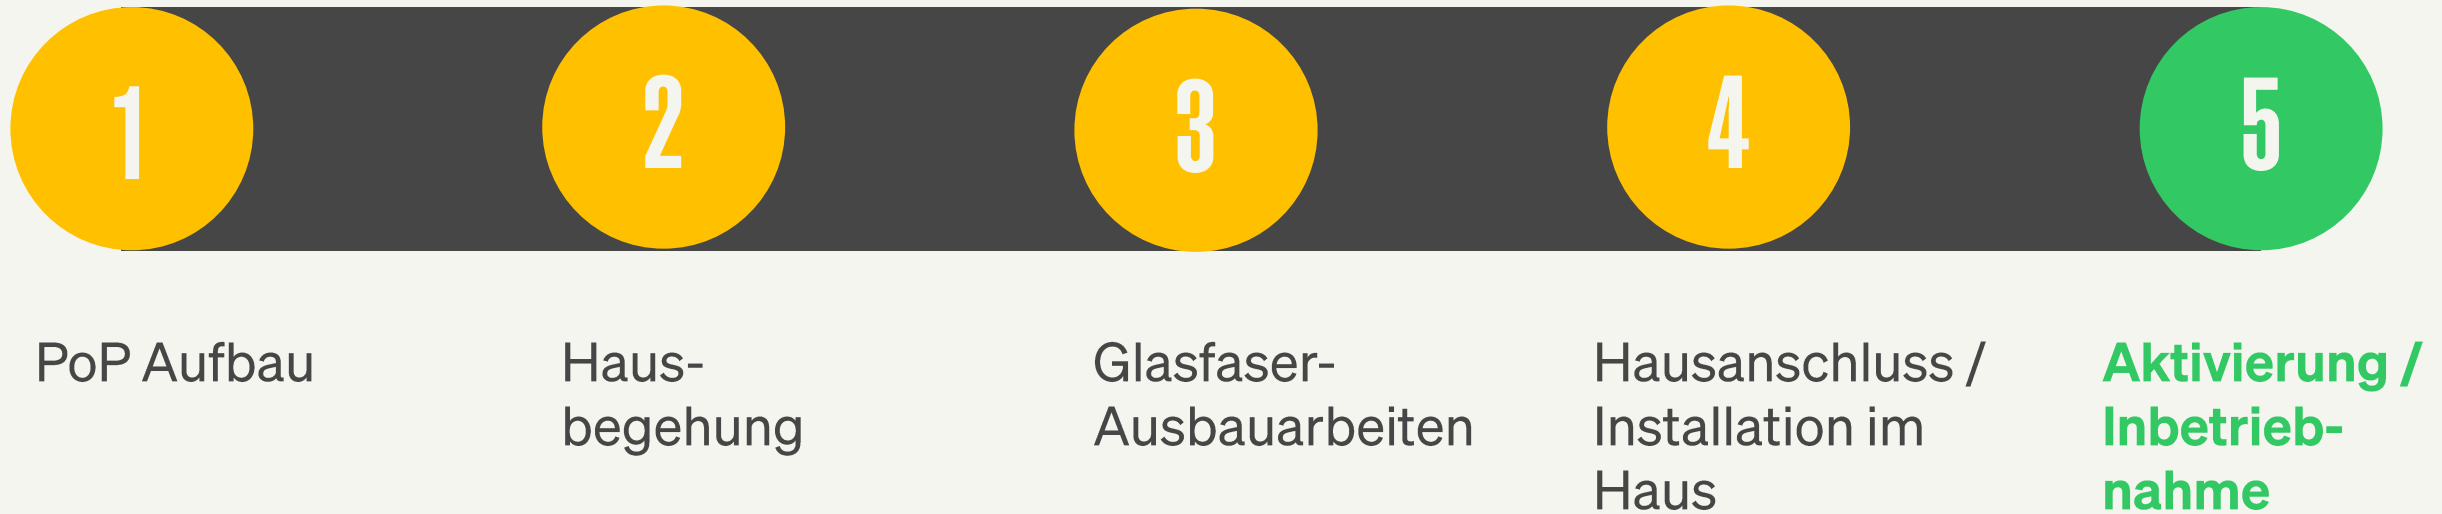 1
2
3
4
5
PoP Aufbau
Haus-
begehung
Glasfaser-
Ausbauarbeiten
Hausanschluss /
Installation im
Haus
Aktivierung /
Inbetrieb-
nahme